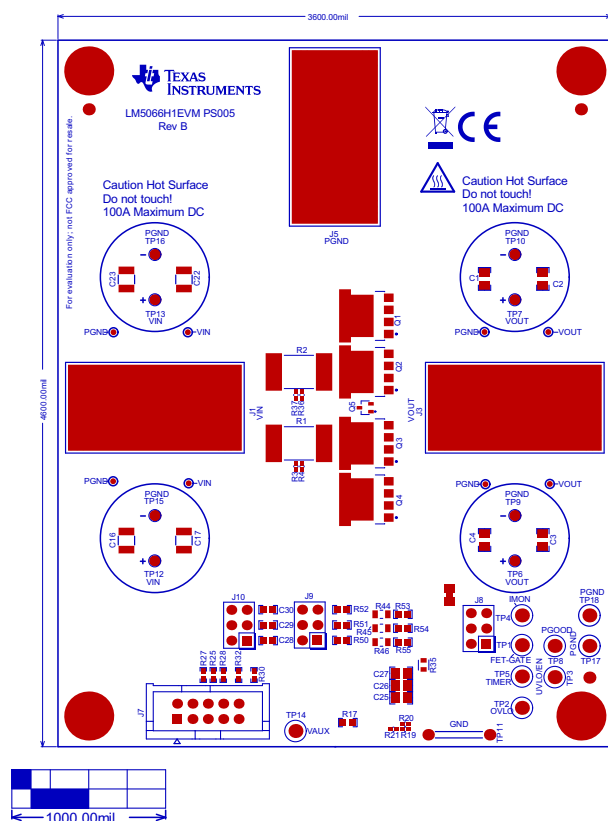 3600.00mil
4600.00mil
TEXAS
INSTRUMENTS
LM5066H1EVM PS005
Rev B
For evaluation only; not FCC approved for resale.
J5
PGND
CE
Caution Hot Surface
Do not touch!
100A Maximum DC
Caution Hot Surface
Do not touch!
100A Maximum DC
PGND
TP16
C23
C22
TP13
VIN
PGND
VIN
PGND
TP10
C1
C2
TP7
VOUT
PGND
VOUT
Q1
R2
Q2
R37
R36
Q5
J1
VIN
VOUT
J3
R1
Q3
R3
R4
Q4
PGND
VIN
PGND
TP15
C16
C17
TP12
VIN
PGND
VOUT
PGND
TP9
C4
C3
TP6
VOUT
J10
C30
C29
C28
J9
R52
R51
R50
R44
R45
R46
R53
R54
R55
J8
IMON
TP4
TP1
FET-GATE
TP5
TIMER
TP2
OVLO
PGOOD
TP8
TP3
UVLO/EN
PGND
TP18
PGND
TP17
R27
R25
R28
R32
R30
J7
TP14
VAUX
R17
C27
C26
C25
R35
R20
R21
R19
GND
TP11
1000.00mil